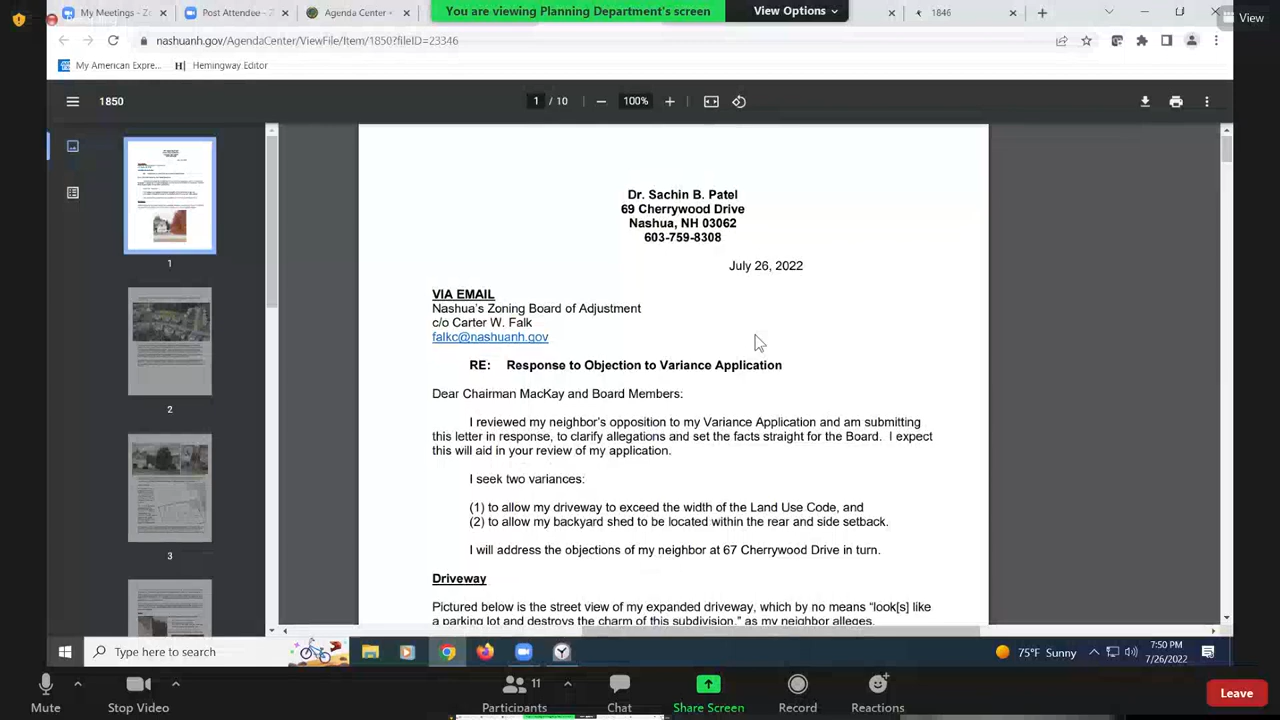 My Meetings - Z
Post Attendee - Z
Agenda Center •
You are viewing Planning Department's screen
View Options
1846
View
nashuanh.gov/AgendaCenter/ViewFile/Item/1850?fileID=23346
My American Expre...
Hemingway Editor
1850
1 / 10
100%
Dr. Sachin B. Patel
69 Cherrywood Drive
Nashua, NH 03062
603-759-8308
July 26, 2022
VIA EMAIL
Nashua's Zoning Board of Adjustment
c/o Carter W. Falk
falkc@nashuanh.gov
RE: Response to Objection to Variance Application
Dear Chairman MacKay and Board Members:
I reviewed my neighbor's opposition to my Variance Application and am submitting
this letter in response, to clarify allegations and set the facts straight for the Board. I expect
this will aid in your review of my application.
I seek two variances:
(1) to allow my driveway to exceed the width of the Land Use Code, and
(2) to allow my backyard shed to be located within the rear and side setback.
I will address the objections of my neighbor at 67 Cherrywood Drive in turn.
Driveway
Pictured below is the street view of my expanded driveway, which by no means “look[s] like
a parking lot and destroys the charm of this subdivision,” as my neighbor alleges.
1
2
3
Type here to search
75°F Sunny
7:50 PM
7/26/2022
Mute
Stop Video
11
Participants
Chat
Share Screen
Record
Reactions
Leave